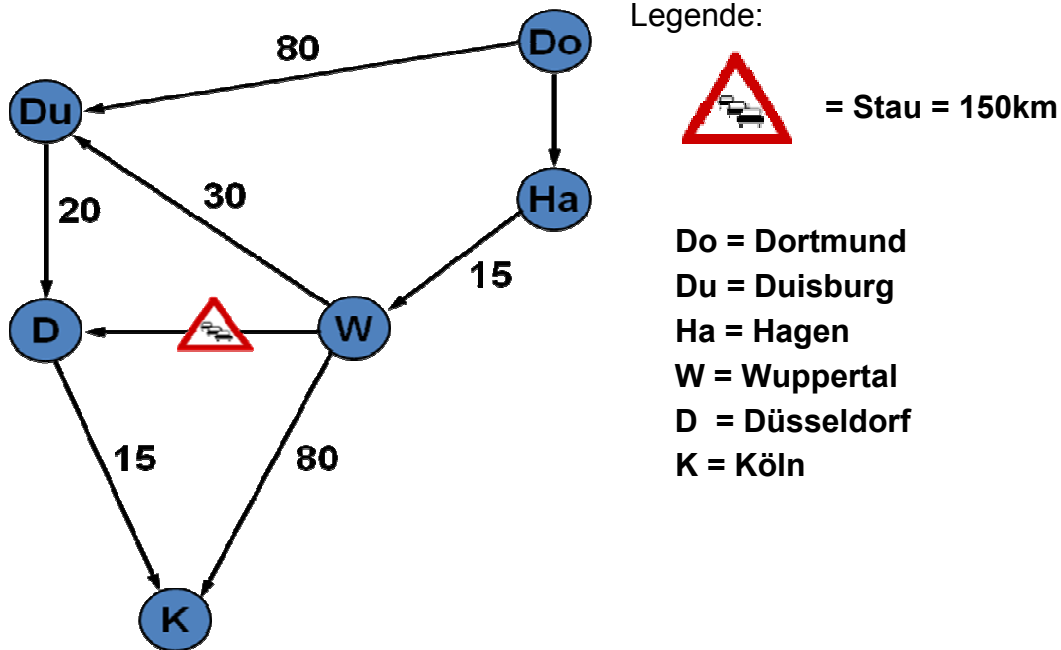 Legende:
80
Do
Du
= Stau = 150km
20
30
Ha
Do = Dortmund
15
Du = Duisburg
D
W
Ha = Hagen
W = Wuppertal
D = Düsseldorf
15
80
K = Köln
K